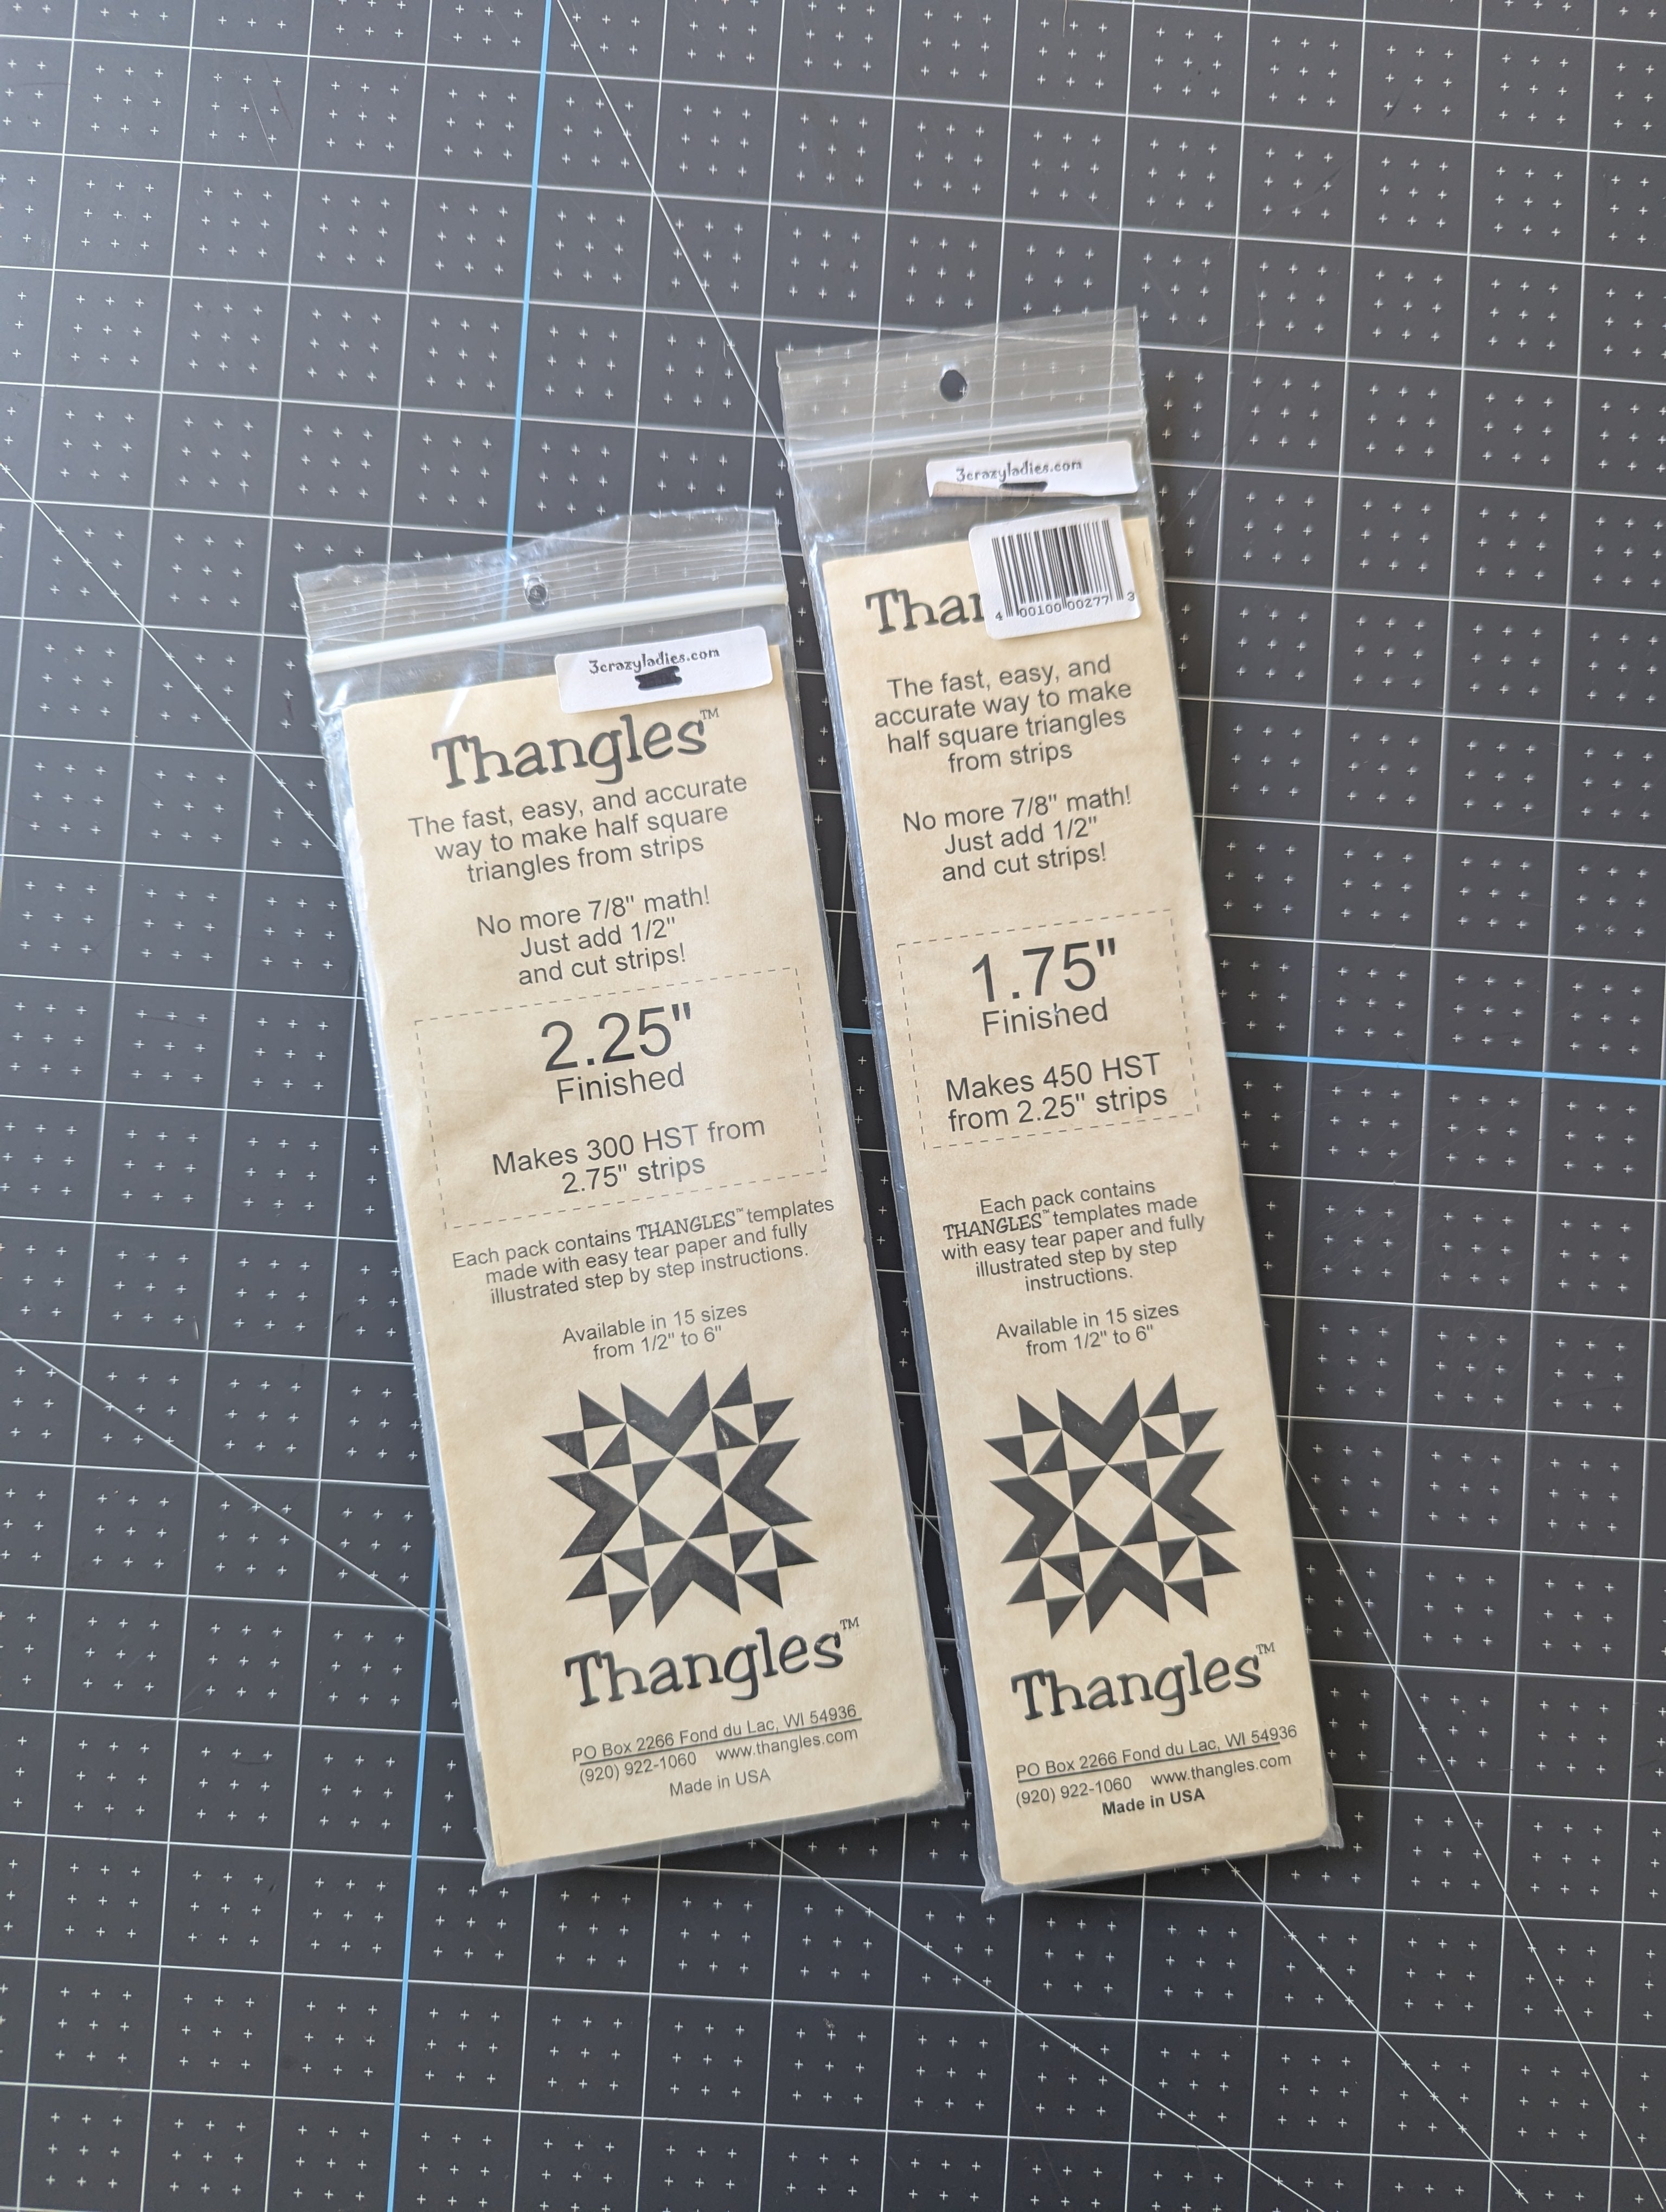 3crazyladies.com
Thangles™
The fast, easy, and accurate
way to make half square
triangles from strips
No more 7/8" math!
Just add 1/2"
and cut strips!
2.25"
Finished
Makes 300 HST from
2.75" strips
Each pack contains THANGLES™ templates
made with easy tear paper and fully
illustrated step by step instructions.
Available in 15 sizes
from 1/2" to 6"
Thangles™
PO Box 2266 Fond du Lac, WI 54936
(920) 922-1060 www.thangles.com
Made in USA
3crazyladies.com
4 00100 00277 3
Than
The fast, easy, and
accurate way to make
half square triangles
from strips
No more 7/8" math!
Just add 1/2"
and cut strips!
1.75"
Finished
Makes 450 HST
from 2.25" strips
Each pack contains
THANGLES™ templates made
with easy tear paper and fully
illustrated step by step
instructions.
Available in 15 sizes
from 1/2" to 6"
Thangles™
PO Box 2266 Fond du Lac, WI 54936
(920) 922-1060 www.thangles.com
Made in USA